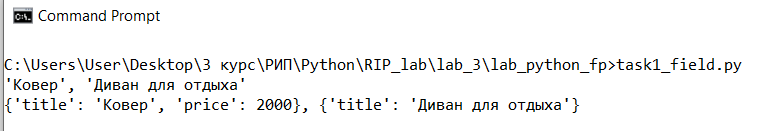 Command Prompt
C:\Users\User\Desktop\3 курс\РИП\Python\RIP_lab\lab_3\lab_python_fp>task1_field.py
'Ковер', 'Диван для отдыха'
{'title': 'Ковер', 'price': 2000}, {'title': 'Диван для отдыха'}